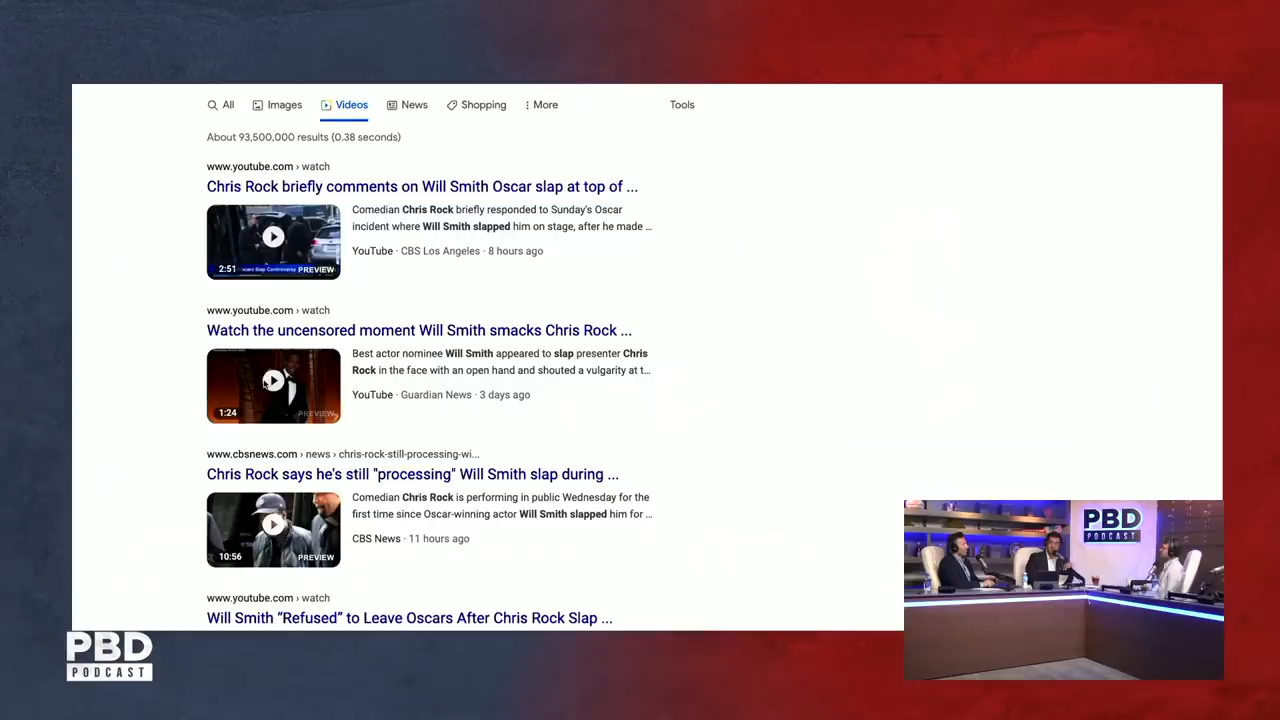 All Images Videos News Shopping More Tools
About 93,500,000 results (0.38 seconds)
www.youtube.com › watch
Chris Rock briefly comments on Will Smith Oscar slap at top of ...
Comedian Chris Rock briefly responded to Sunday's Oscar
incident where Will Smith slapped him on stage, after he made ...
2:51
PREVIEW
YouTube · CBS Los Angeles · 8 hours ago
www.youtube.com › watch
Watch the uncensored moment Will Smith smacks Chris Rock ...
Best actor nominee Will Smith appeared to slap presenter Chris
Rock in the face with an open hand and shouted a vulgarity at t...
1:24
PREVIEW
YouTube · Guardian News · 3 days ago
www.cbsnews.com › news › chris-rock-still-processing-wi...
Chris Rock says he's still "processing" Will Smith slap during ...
Comedian Chris Rock is performing in public Wednesday for the
first time since Oscar-winning actor Will Smith slapped him for ...
10:56
PREVIEW
CBS News · 11 hours ago
www.youtube.com › watch
Will Smith “Refused” to Leave Oscars After Chris Rock Slap ...
PBD
PODCAST
PBD
PODCAST